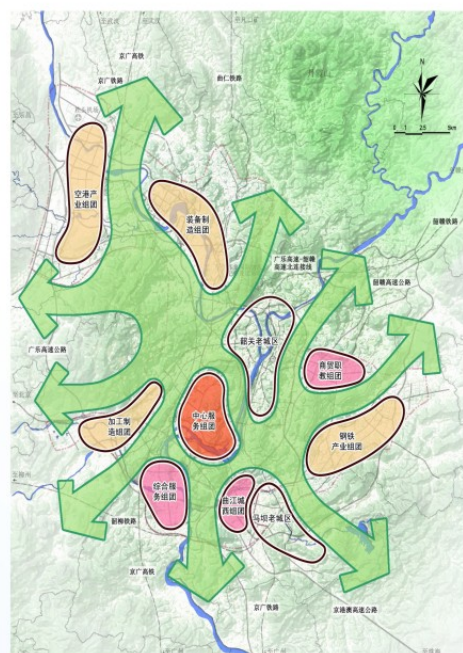 京广高铁
京广铁路
曲仁铁路
N
0 1 2.5 5km
空港产
业组团
装备制
造组团
韶赣铁路
广乐高速-韶赣
高速北连接线
韶赣高速公路
广乐高速公路
韶关老城区
商贸职
教组团
加工制
造组团
中心服
务组团
钢铁
产业组团
综合服
务组团
曲江城
西组团
马坝老城区
韶柳铁路
京广高铁
京广铁路
京港澳高速公路